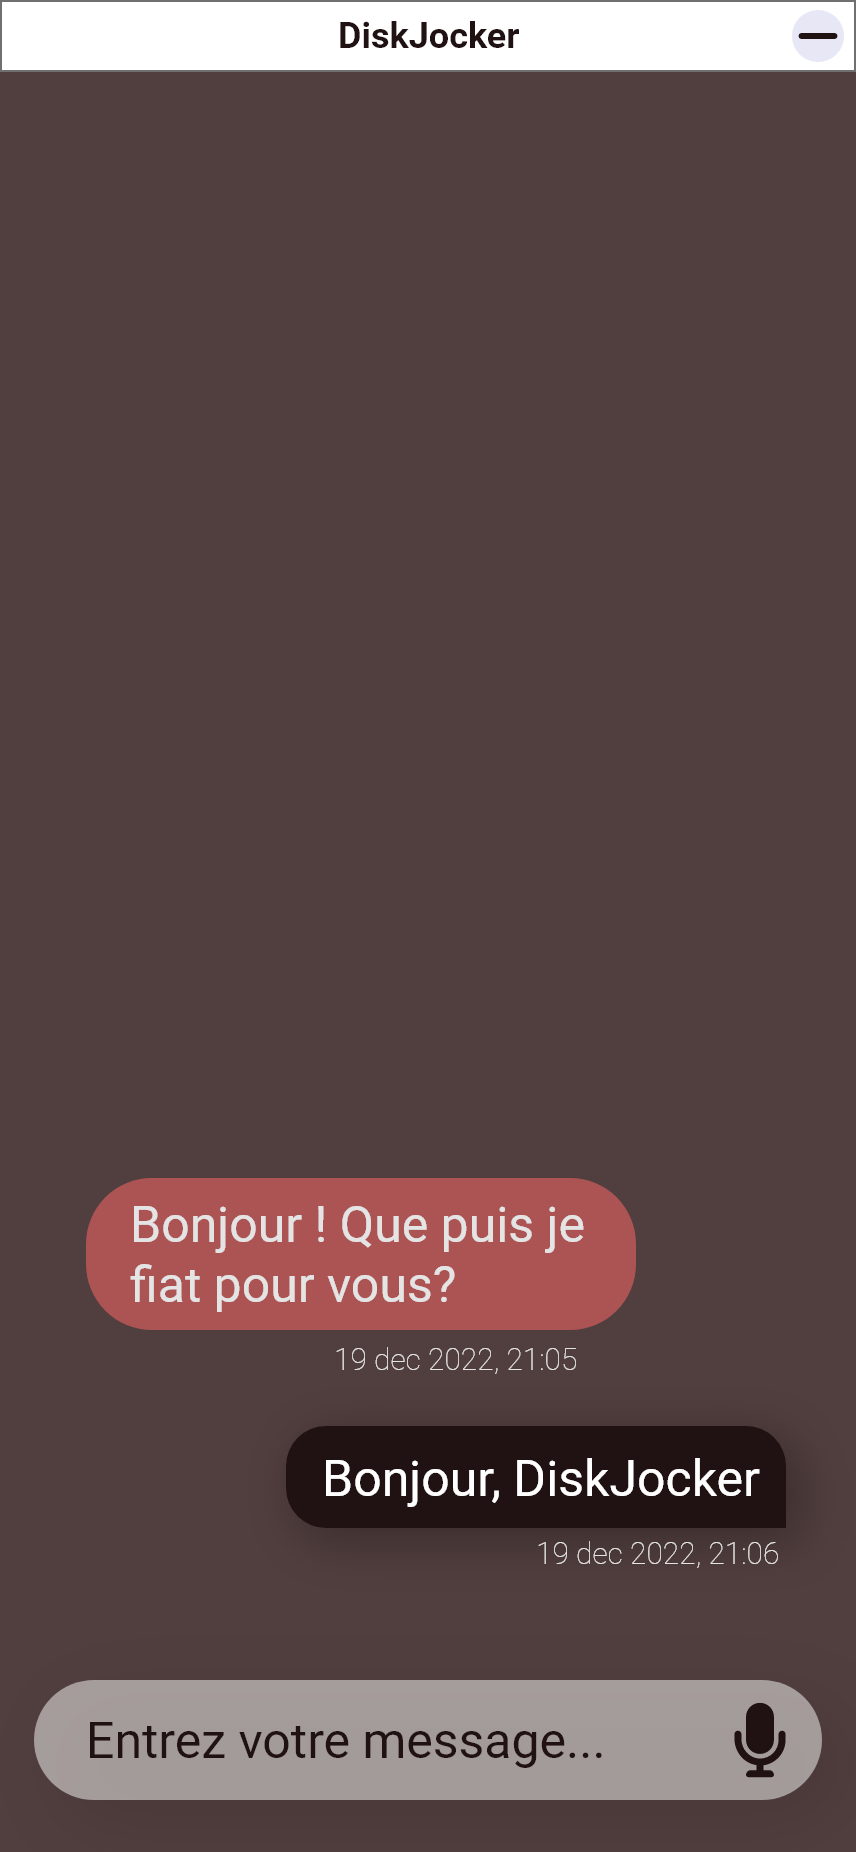 DiskJocker
Bonjour ! Que puis je
fiat pour vous?
19 dec 2022, 21:05
Bonjour, DiskJocker
19 dec 2022, 21:06
Entrez votre message...